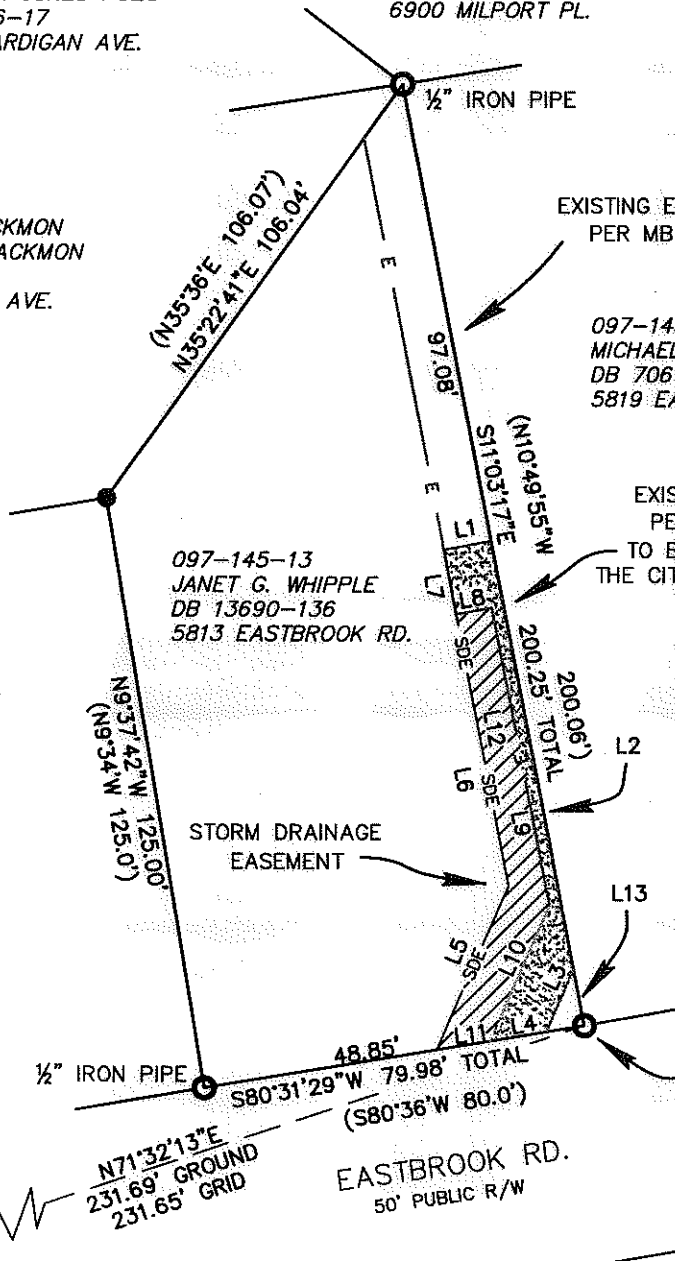 6-17
ARDIGAN AVE.
6900 MILPORT PL.
½" IRON PIPE
CKMON
ACKMON
AVE.
(N35°36'E 106.07')
N35°22'41"E 106.04'
EXISTING E
PER MB
097-14
MICHAEL
DB 706
5819 EA
E
97.08'
E
(N10°49'55"W
S11°03'17"E
EXIS
PE
TO B
THE CIT
L1
L7
L8
097-145-13
JANET G. WHIPPLE
DB 13690-136
5813 EASTBROOK RD.
SDE
200.06')
200.25' TOTAL
L12
L2
L6
SDE
L9
N9°37'42"W 125.00'
(N9°34'W 125.0')
STORM DRAINAGE
EASEMENT
L13
L5
SDE
L10
L3
L11
L4
½" IRON PIPE
48.85'
S80°31'29"W 79.98' TOTAL
(S80°36'W 80.0')
N71°32'13"E
231.69' GROUND
231.65' GRID
EASTBROOK RD.
50' PUBLIC R/W